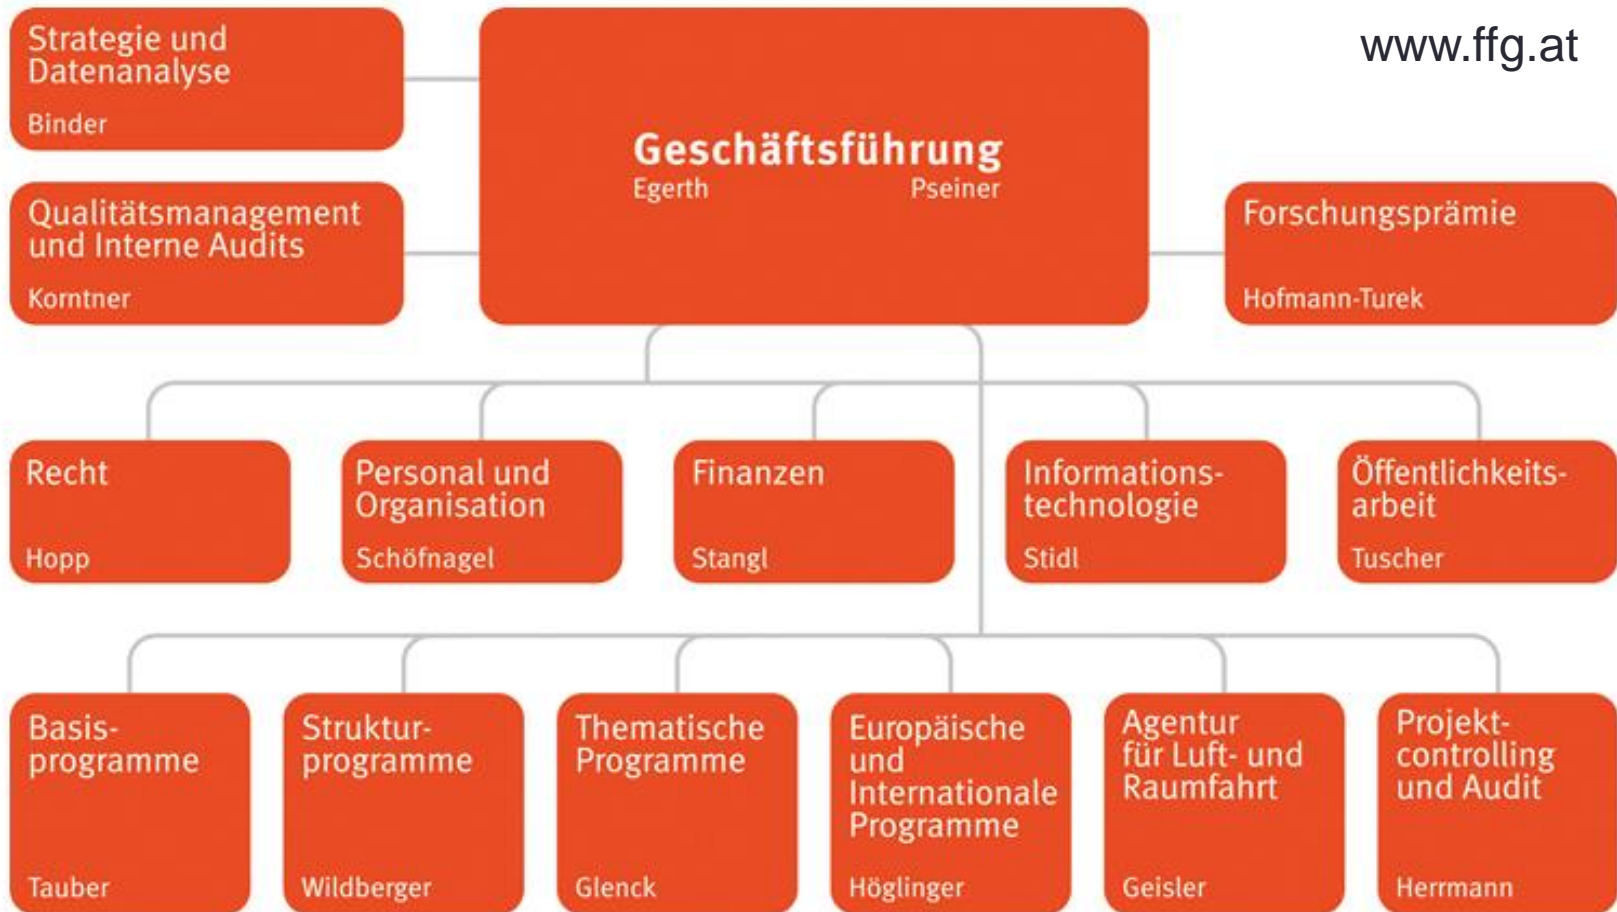 Strategie und
Datenanalyse
Binder
Geschäftsführung
Egerth Pseiner
www.ffg.at
Qualitätsmanagement
und Interne Audits
Korntner
Forschungsprämie
Hofmann-Turek
Recht
Hopp
Personal und
Organisation
Schöfnagel
Finanzen
Stangl
Informations-
technologie
Stidl
Öffentlichkeits-
arbeit
Tuscher
Basis-
programme
Tauber
Struktur-
programme
Wildberger
Thematische
Programme
Glenck
Europäische
und
Internationale
Programme
Höglinger
Agentur
für Luft- und
Raumfahrt
Geisler
Projekt-
controlling
und Audit
Herrmann